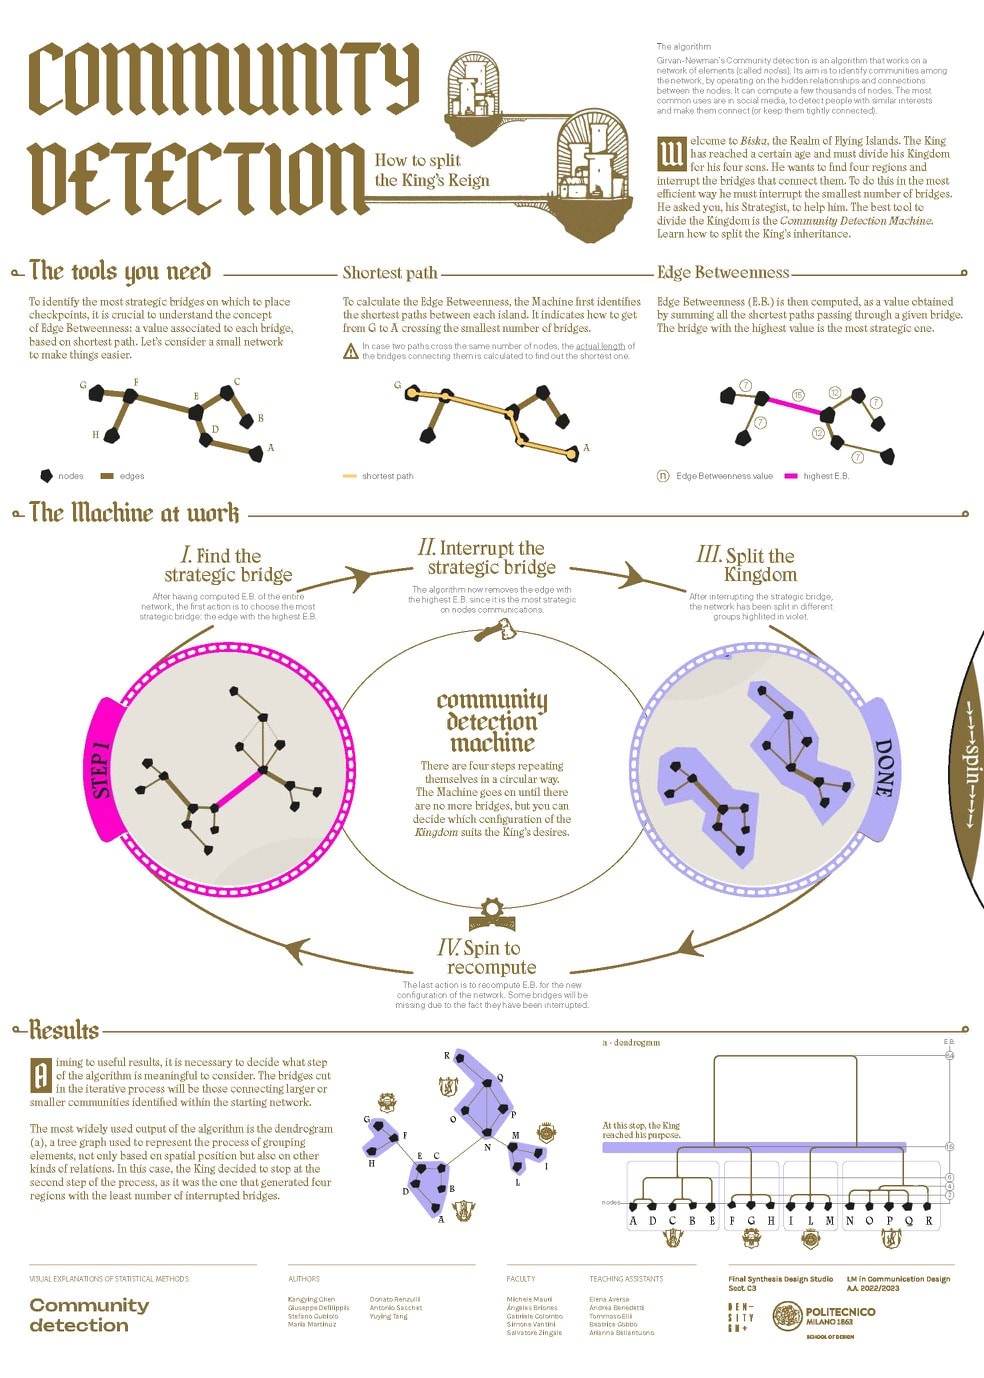 COMMUNITY
DETECTION
How to split
the King's Reign
The algorithm
Girvan-Newman's Community detection is an algorithm that works on a
network of elements (called nodes). Its aim is to identify communities among
the network, by operating on the hidden relationships and connections
between the nodes. It can compute a few thousands of nodes. The most
common uses are in social media, to detect people with similar interests
and make them connect (or keep them tightly connected).
Welcome to Biska, the Realm of Flying Islands. The King
has reached a certain age and must divide his Kingdom
for his four sons. He wants to find four regions and
interrupt the bridges that connect them. To do this in the most
efficient way he must interrupt the smallest number of bridges.
He asked you, his Strategist, to help him. The best tool to
divide the Kingdom is the Community Detection Machine.
Learn how to split the King's inheritance.
The tools you need
To identify the most strategic bridges on which to place
checkpoints, it is crucial to understand the concept
of Edge Betweenness: a value associated to each bridge,
based on shortest path. Let's consider a small network
to make things easier.
G
F
C
E
B
H
D
A
nodes
edges
Shortest path
To calculate the Edge Betweenness, the Machine first identifies
the shortest paths between each island. It indicates how to get
from G to A crossing the smallest number of bridges.
In case two paths cross the same number of nodes, the actual length of
the bridges connecting them is calculated to find out the shortest one.
G
A
shortest path
Edge Betweenness
Edge Betweenness (E.B.) is then computed, as a value obtained
by summing all the shortest paths passing through a given bridge.
The bridge with the highest value is the most strategic one.
7
15
12
7
7
12
7
n Edge Betweenness value
highest E.B.
The Machine at work
I. Find the
strategic bridge
After having computed E.B. of the entire
network, the first action is to choose the most
strategic bridge: the edge with the highest E.B.
II. Interrupt the
strategic bridge
The algorithm now removes the edge with
the highest E.B. since it is the most strategic
on nodes communications.
III. Split the
Kingdom
After interrupting the strategic bridge,
the network has been split in different
groups highlited in violet.
STEP 1
community
detection
machine
There are four steps repeating
themselves in a circular way.
The Machine goes on until there
are no more bridges, but you can
decide which configuration of the
Kingdom suits the King's desires.
DONE
Spin
IV. Spin to
recompute
The last action is to recompute E.B. for the new
configuration of the network. Some bridges will be
missing due to the fact they have been interrupted.
Results
Aiming to useful results, it is necessary to decide what step
of the algorithm is meaningful to consider. The bridges cut
in the iterative process will be those connecting larger or
smaller communities identified within the starting network.
The most widely used output of the algorithm is the dendrogram
(a), a tree graph used to represent the process of grouping
elements, not only based on spatial position but also on other
kinds of relations. In this case, the King decided to stop at the
second step of the process, as it was the one that generated four
regions with the least number of interrupted bridges.
R
Q
O
P
G
F
H
N
M
I
L
E C
D
B
A
a - dendrogram
E.B.
At this stop, the King
reached his purpose.
nodes
A D C B E F G H I L M N O P Q R
VISUAL EXPLANATIONS OF STATISTICAL METHODS
Community
detection
AUTHORS
Kangying Chen
Giuseppe Defilippis
Stefano Gubiolo
Maria Martinuz
Donato Renzulli
Antonio Sacchet
Yuying Tang
FACULTY
Michele Mauri
Ángeles Briones
Gabriele Colombo
Simone Vantini
Salvatore Zingale
TEACHING ASSISTANTS
Elena Aversa
Andrea Benedetti
Tommaso Elli
Beatrice Gobbo
Arianna Bellantuono
Final Synthesis Design Studio
Sect. C3
LM in Communication Design
A.A. 2022/2023
DEN-
SITY
GN+
POLITECNICO
MILANO 1863
SCHOOL OF DESIGN